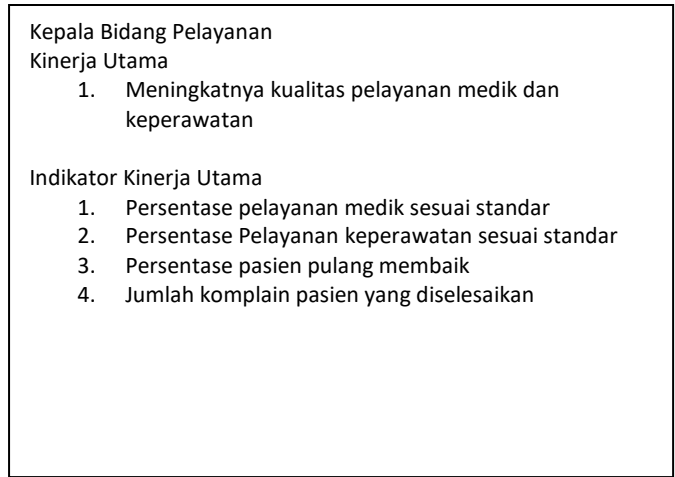 Kepala Bidang Pelayanan
Kinerja Utama
1. Meningkatnya kualitas pelayanan medik dan
keperawatan
Indikator Kinerja Utama
1. Persentase pelayanan medik sesuai standar
2. Persentase Pelayanan keperawatan sesuai standar
3. Persentase pasien pulang membaik
4. Jumlah komplain pasien yang diselesaikan